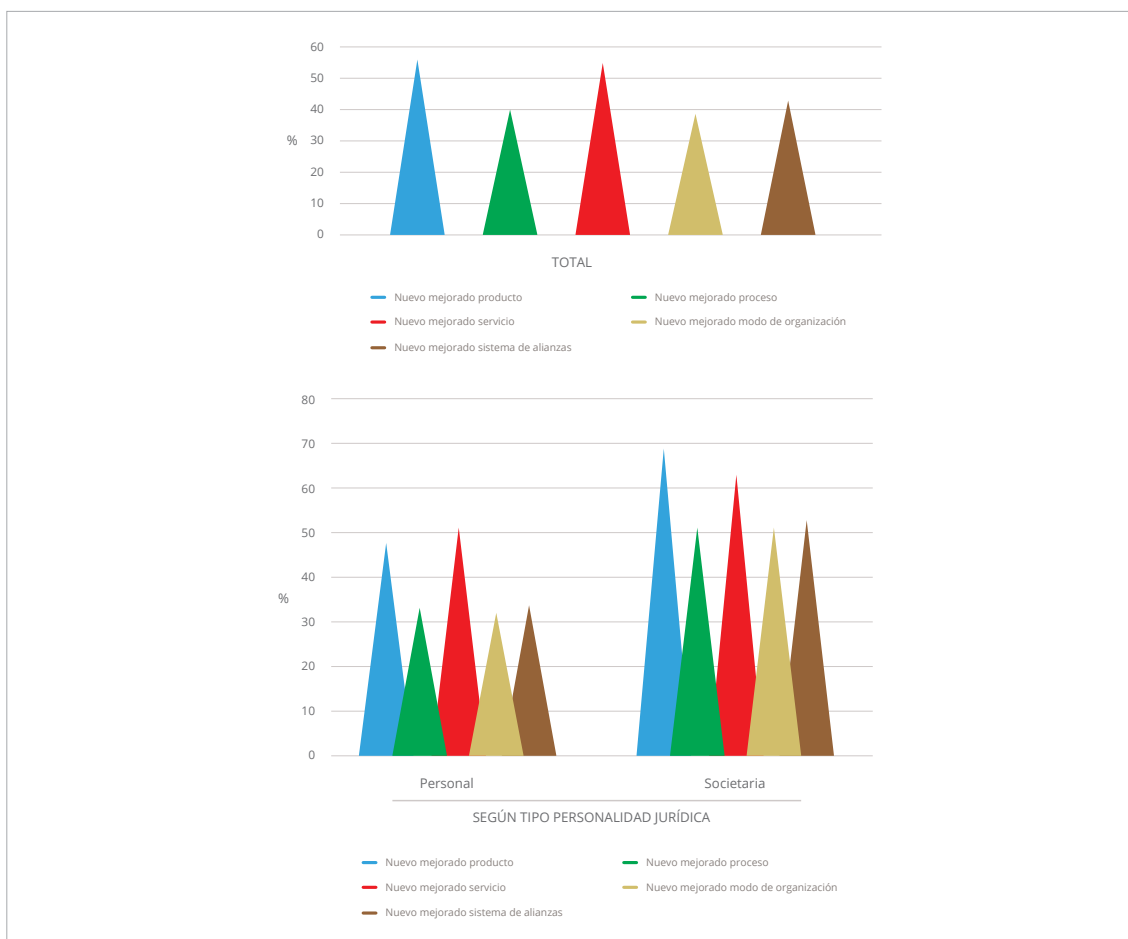 60
50
40
% 30
20
10
0
TOTAL
Nuevo mejorado producto Nuevo mejorado proceso
Nuevo mejorado servicio Nuevo mejorado modo de organización
Nuevo mejorado sistema de alianzas
80
70
60
50
40
%
30
20
10
0
Personal Societaria
SEGÚN TIPO PERSONALIDAD JURÍDICA
Nuevo mejorado producto Nuevo mejorado proceso
Nuevo mejorado servicio Nuevo mejorado modo de organización
Nuevo mejorado sistema de alianzas